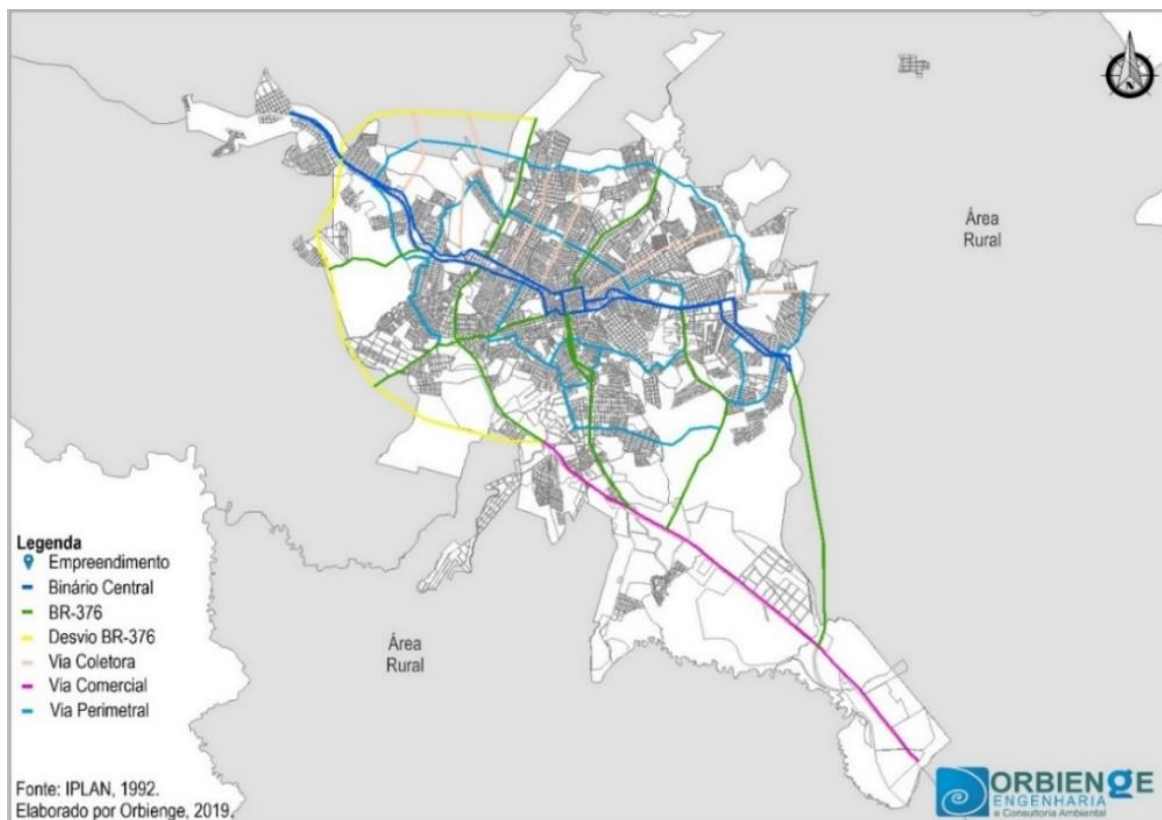 N
Área
Rural
Área
Rural
Legenda
Empreendimento
Binário Central
BR-376
Desvio BR-376
Via Coletora
Via Comercial
Via Perimetral
Fonte: IPLAN, 1992.
Elaborado por Orbienge, 2019.
ORBIENGE
ENGENHARIA
e Consultoria Ambiental